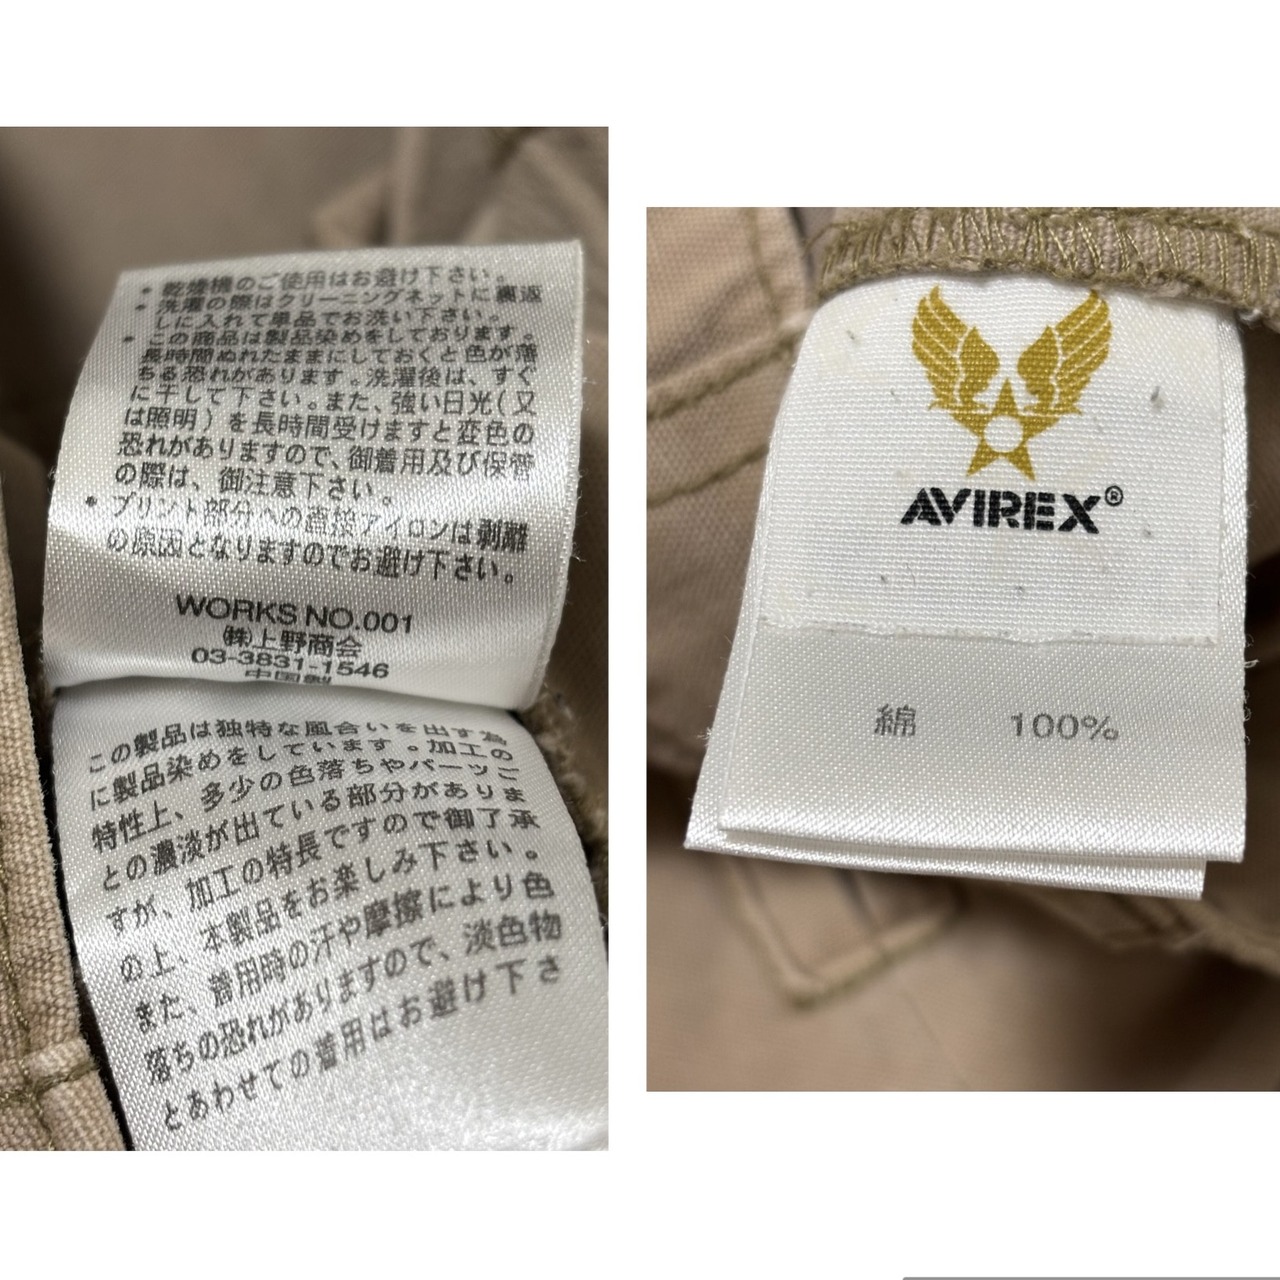 ・乾燥機のご使用はお避け下さい。
・洗濯の際はクリーニングネットに裏返
しに入れて単品でお洗い下さい。
・この商品は製品染めをしております。
長時間ぬれたままにしておくと色が落
ちる恐れがあります。洗濯後は、すぐ
に干して下さい。また、強い日光(又
は照明)を長時間受けますと変色の
恐れがありますので、御着用及び保管
の際は、御注意下さい。
・プリント部分への直接アイロンは剥離
の原因となりますのでお避け下さい。
WORKS NO.001
㈱上野商会
03-3831-1546
中国製
この製品は独特な風合いを出す為
に製品染めをしています。加工の
特性上、多少の色落ちやパーツご
との濃淡が出ている部分がありま
すが、加工の特長ですので御了承
の上、本製品をお楽しみ下さい。
また、着用時の汗や摩擦により色
落ちの恐れがありますので、淡色物
とあわせての着用はお避け下さ
AVIREX®
綿 100%